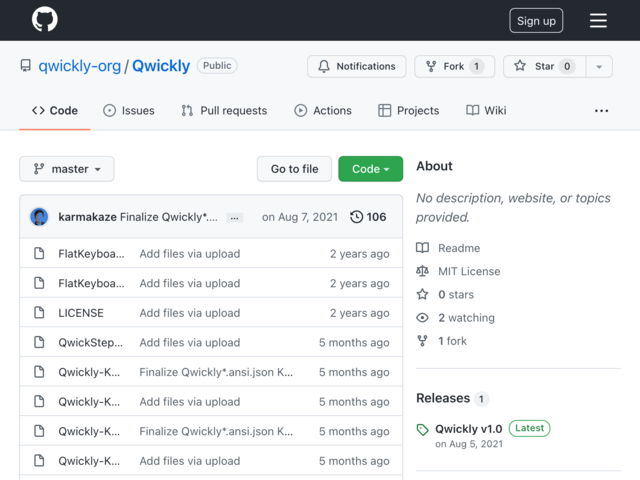 Sign up
qwickly-org / Qwickly Public
Notifications Fork 1 Star 0
Code Issues Pull requests Actions Projects Wiki ...
master Go to file Code
karmakaze Finalize Qwickly*.... ... on Aug 7, 2021 106
FlatKeyboa... Add files via upload 2 years ago
FlatKeyboa... Add files via upload 2 years ago
LICENSE Add files via upload 2 years ago
QwickStep... Add files via upload 5 months ago
Qwickly-K... Finalize Qwickly*.ansi.json K... 5 months ago
Qwickly-K... Add files via upload 5 months ago
Qwickly-K... Finalize Qwickly*.ansi.json K... 5 months ago
Qwickly-K... Add files via upload 5 months ago
About
No description, website, or topics
provided.
Readme
MIT License
0 stars
2 watching
1 fork
Releases 1
Qwickly v1.0 Latest
on Aug 5, 2021